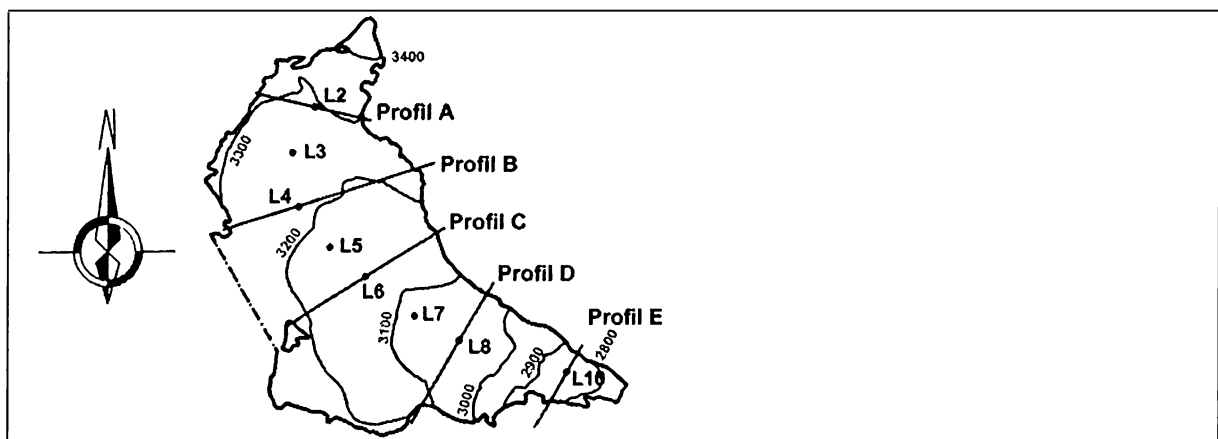 3400
L2
Profil A
N
3300
L3
Profil B
L4
Profil C
3200
L5
L6
Profil D
3100
L7
L8
Profil E
2800
2900
L10
3000